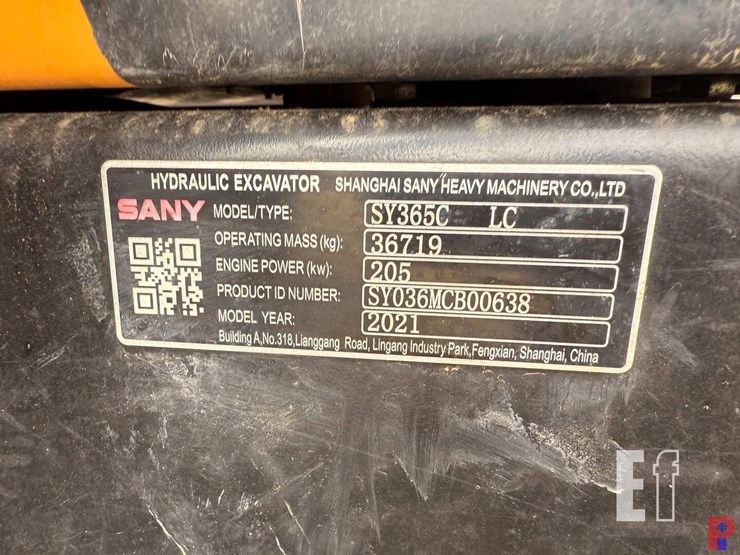 HYDRAULIC EXCAVATOR SHANGHAI SANY HEAVY MACHINERY CO.,LTD
SANY
MODEL/TYPE: SY365C LC
OPERATING MASS(kg): 36719
ENGINE POWER(kw): 205
PRODUCT ID NUMBER: SY036MCB00638
MODEL YEAR: 2021
Building A,No.318,Lianggang Road, Lingang Industry Park,Fengxian, Shanghai, China
Ef